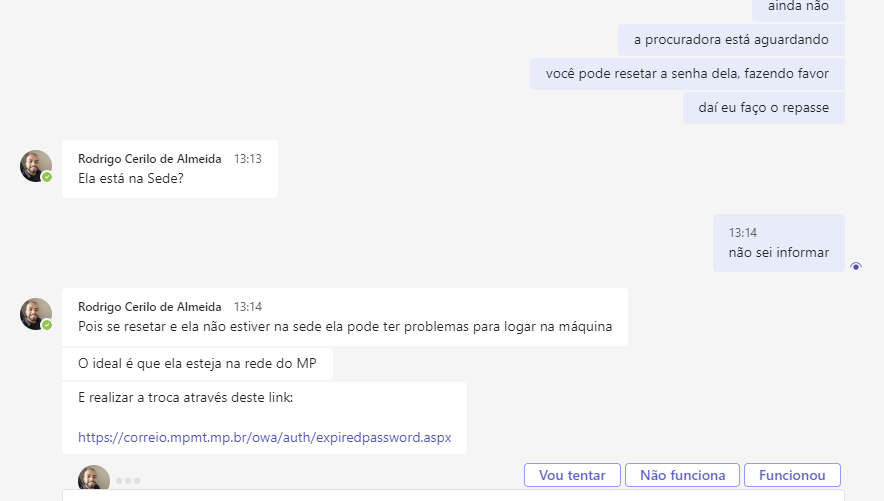 ainda não
a procuradora está aguardando
você pode resetar a senha dela, fazendo favor
daí eu faço o repasse
Rodrigo Cerilo de Almeida 13:13
Ela está na Sede?
13:14
não sei informar
Rodrigo Cerilo de Almeida 13:14
Pois se resetar e ela não estiver na sede ela pode ter problemas para logar na máquina
O ideal é que ela esteja na rede do MP
E realizar a troca através deste link:
https://correio.mpmt.mp.br/owa/auth/expiredpassword.aspx
Vou tentar Não funciona Funcionou